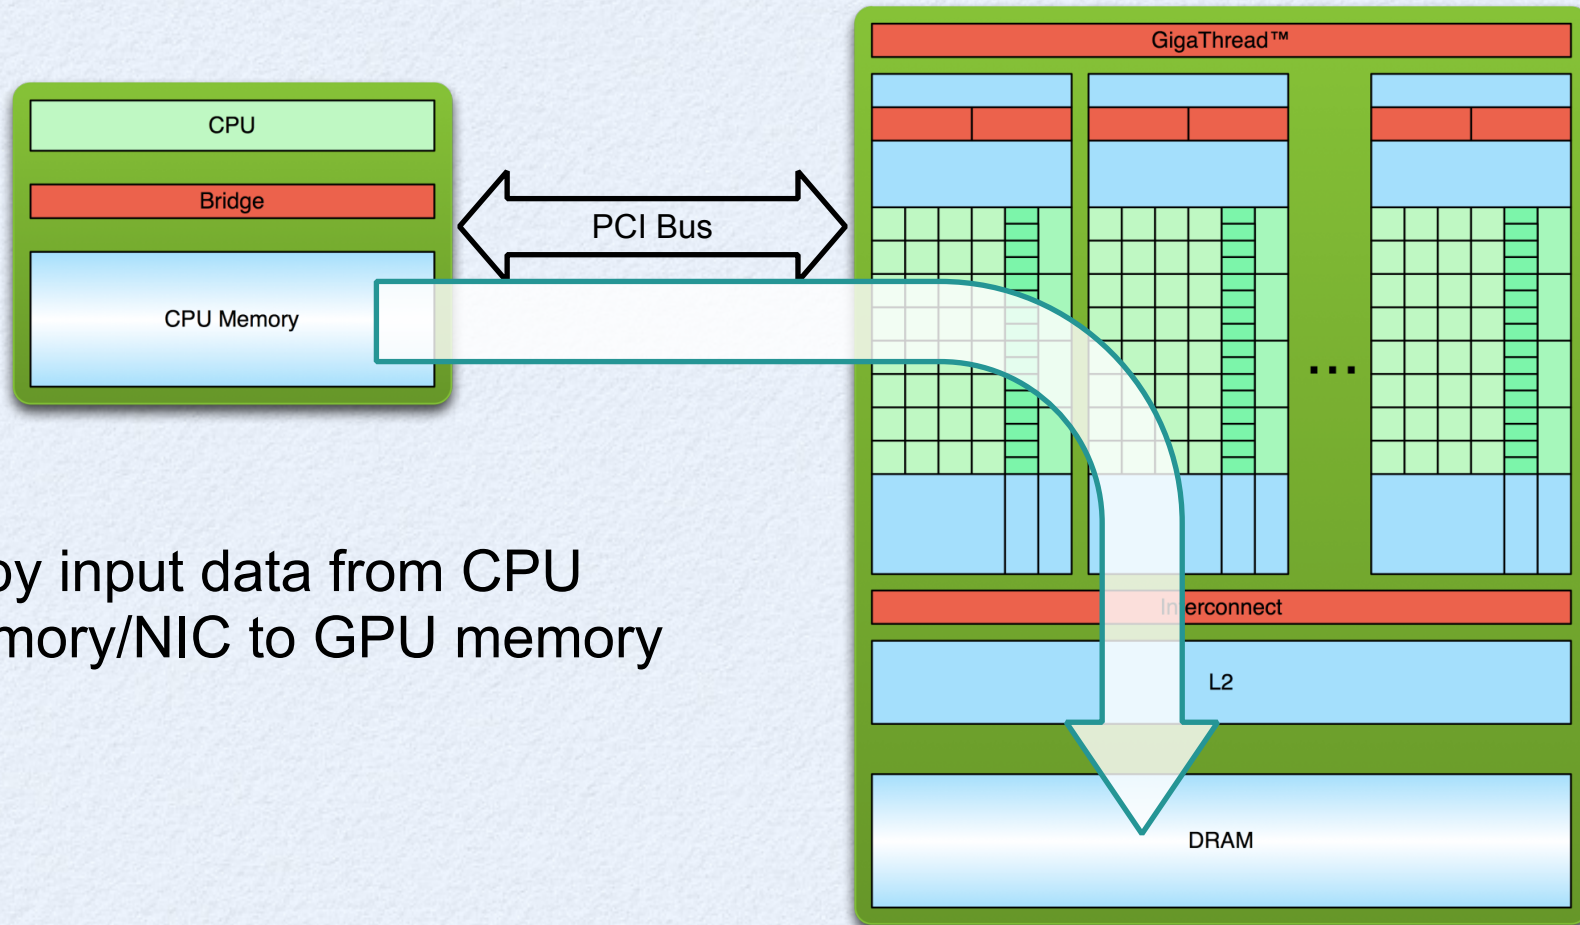 GigaThread™
CPU
Bridge
PCI Bus
CPU Memory
...
py input data from CPU
mory/NIC to GPU memory
Interconnect
L2
DRAM